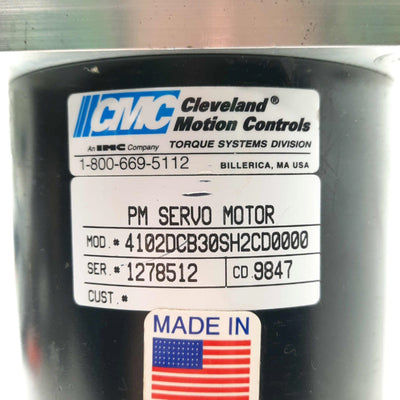 CMC Cleveland®
Motion Controls
An IMC Company TORQUE SYSTEMS DIVISION
1-800-669-5112 BILLERICA, MA USA
PM SERVO MOTOR
MOD.# 4102DCB30SH2CD0000
SER.# 1278512 CD 9847
CUST.#
MADE IN